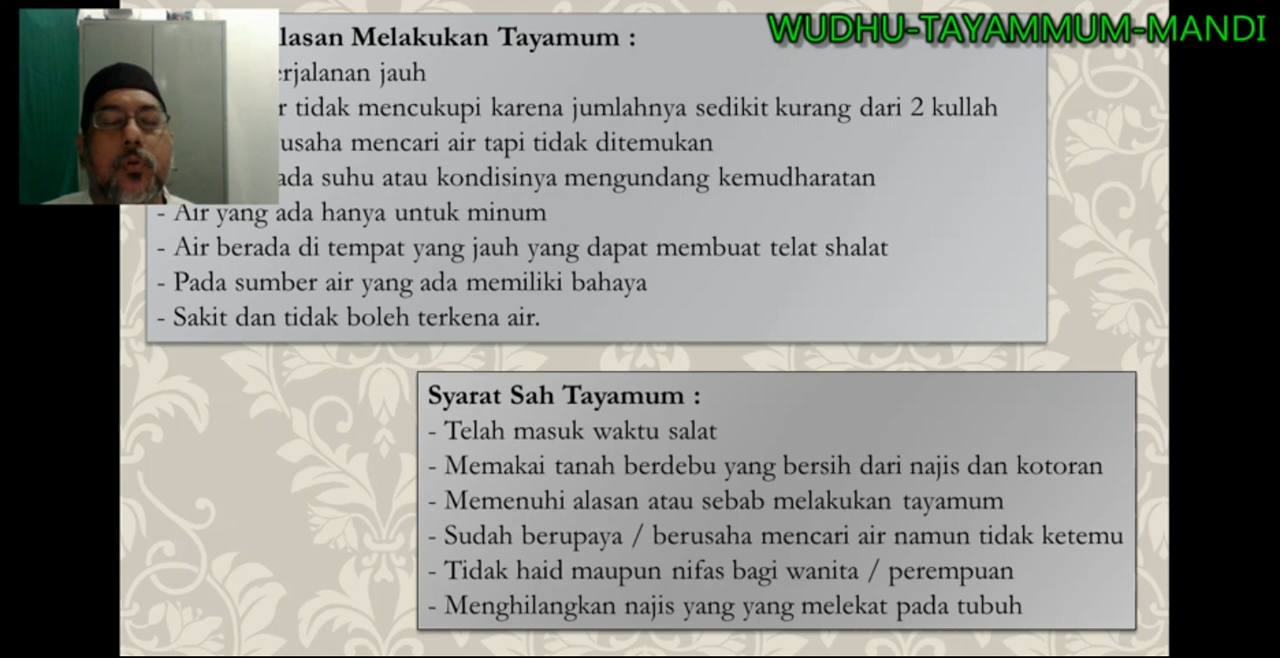 WUDHU-TAYAMMUM-MANDI
Melakukan Tayamum :
jauh
tidak mencukupi karena jumlahnya sedikit kurang dari 2 kullah
mencari air tapi tidak ditemukan
suhu atau kondisinya mengundang kemudharatan
- Air yang ada hanya untuk minum
- Air berada di tempat yang jauh yang dapat membuat telat shalat
- Pada sumber air yang ada memiliki bahaya
- Sakit dan tidak boleh terkena air.
Syarat Sah Tayamum :
- Telah masuk waktu salat
- Memakai tanah berdebu yang bersih dari najis dan kotoran
- Memenuhi alasan atau sebab melakukan tayamum
- Sudah berupaya / berusaha mencari air namun tidak ketemu
- Tidak haid maupun nifas bagi wanita / perempuan
- Menghilangkan najis yang yang melekat pada tubuh